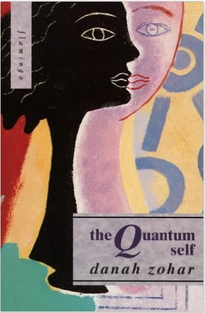 flamingo
the Quantum
self
danah zohar